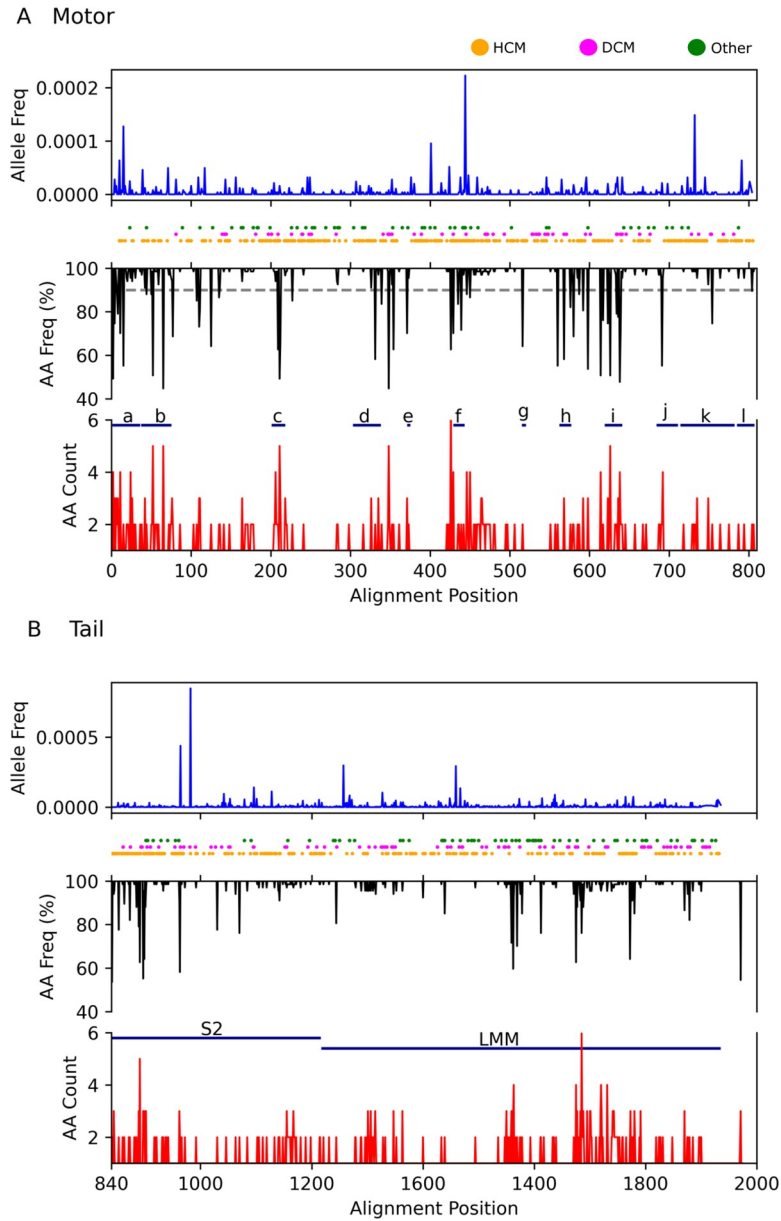 A Motor
HCM DCM Other
Allele Freq
0.0002
0.0001
0.0000
AA Freq (%)
100
80
60
40
a b c d e f g h i j k l
AA Count
6
4
2
0 100 200 300 400 500 600 700 800
Alignment Position
B Tail
Allele Freq
0.0005
0.0000
AA Freq (%)
100
80
60
40
S2 LMM
AA Count
6
4
2
840 1000 1200 1400 1600 1400 1600 1800 2000
Alignment Position